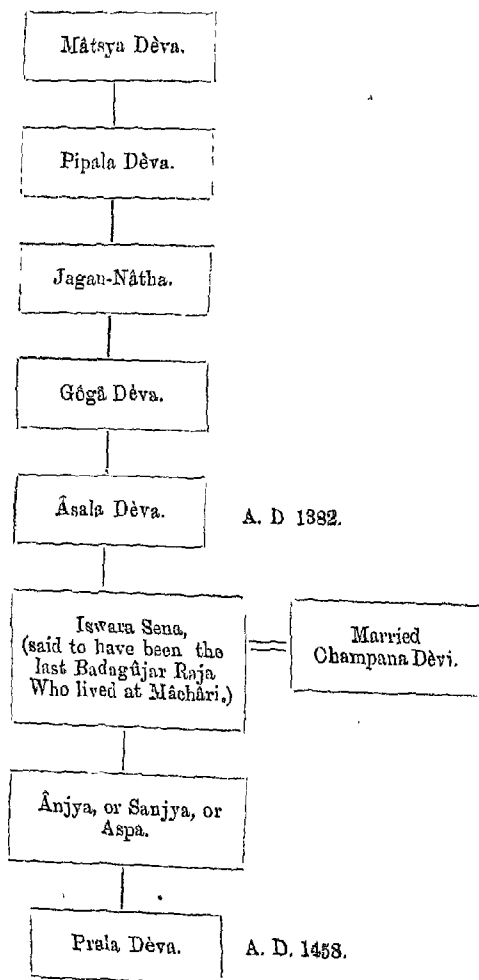 Mâtsya Dèva.
Pipala Dèva.
Jagan-Nâtha.
Gôgâ Dèva.
Âsala Dèva.
A. D 1382.
Iswara Sena,
(said to have been the
last Badagûjar Raja
Who lived at Mâchâri.)
Married
Champana Dèvi.
Ânjya, or Sanjya, or
Aspa.
Prala Dèva.
A. D. 1458.